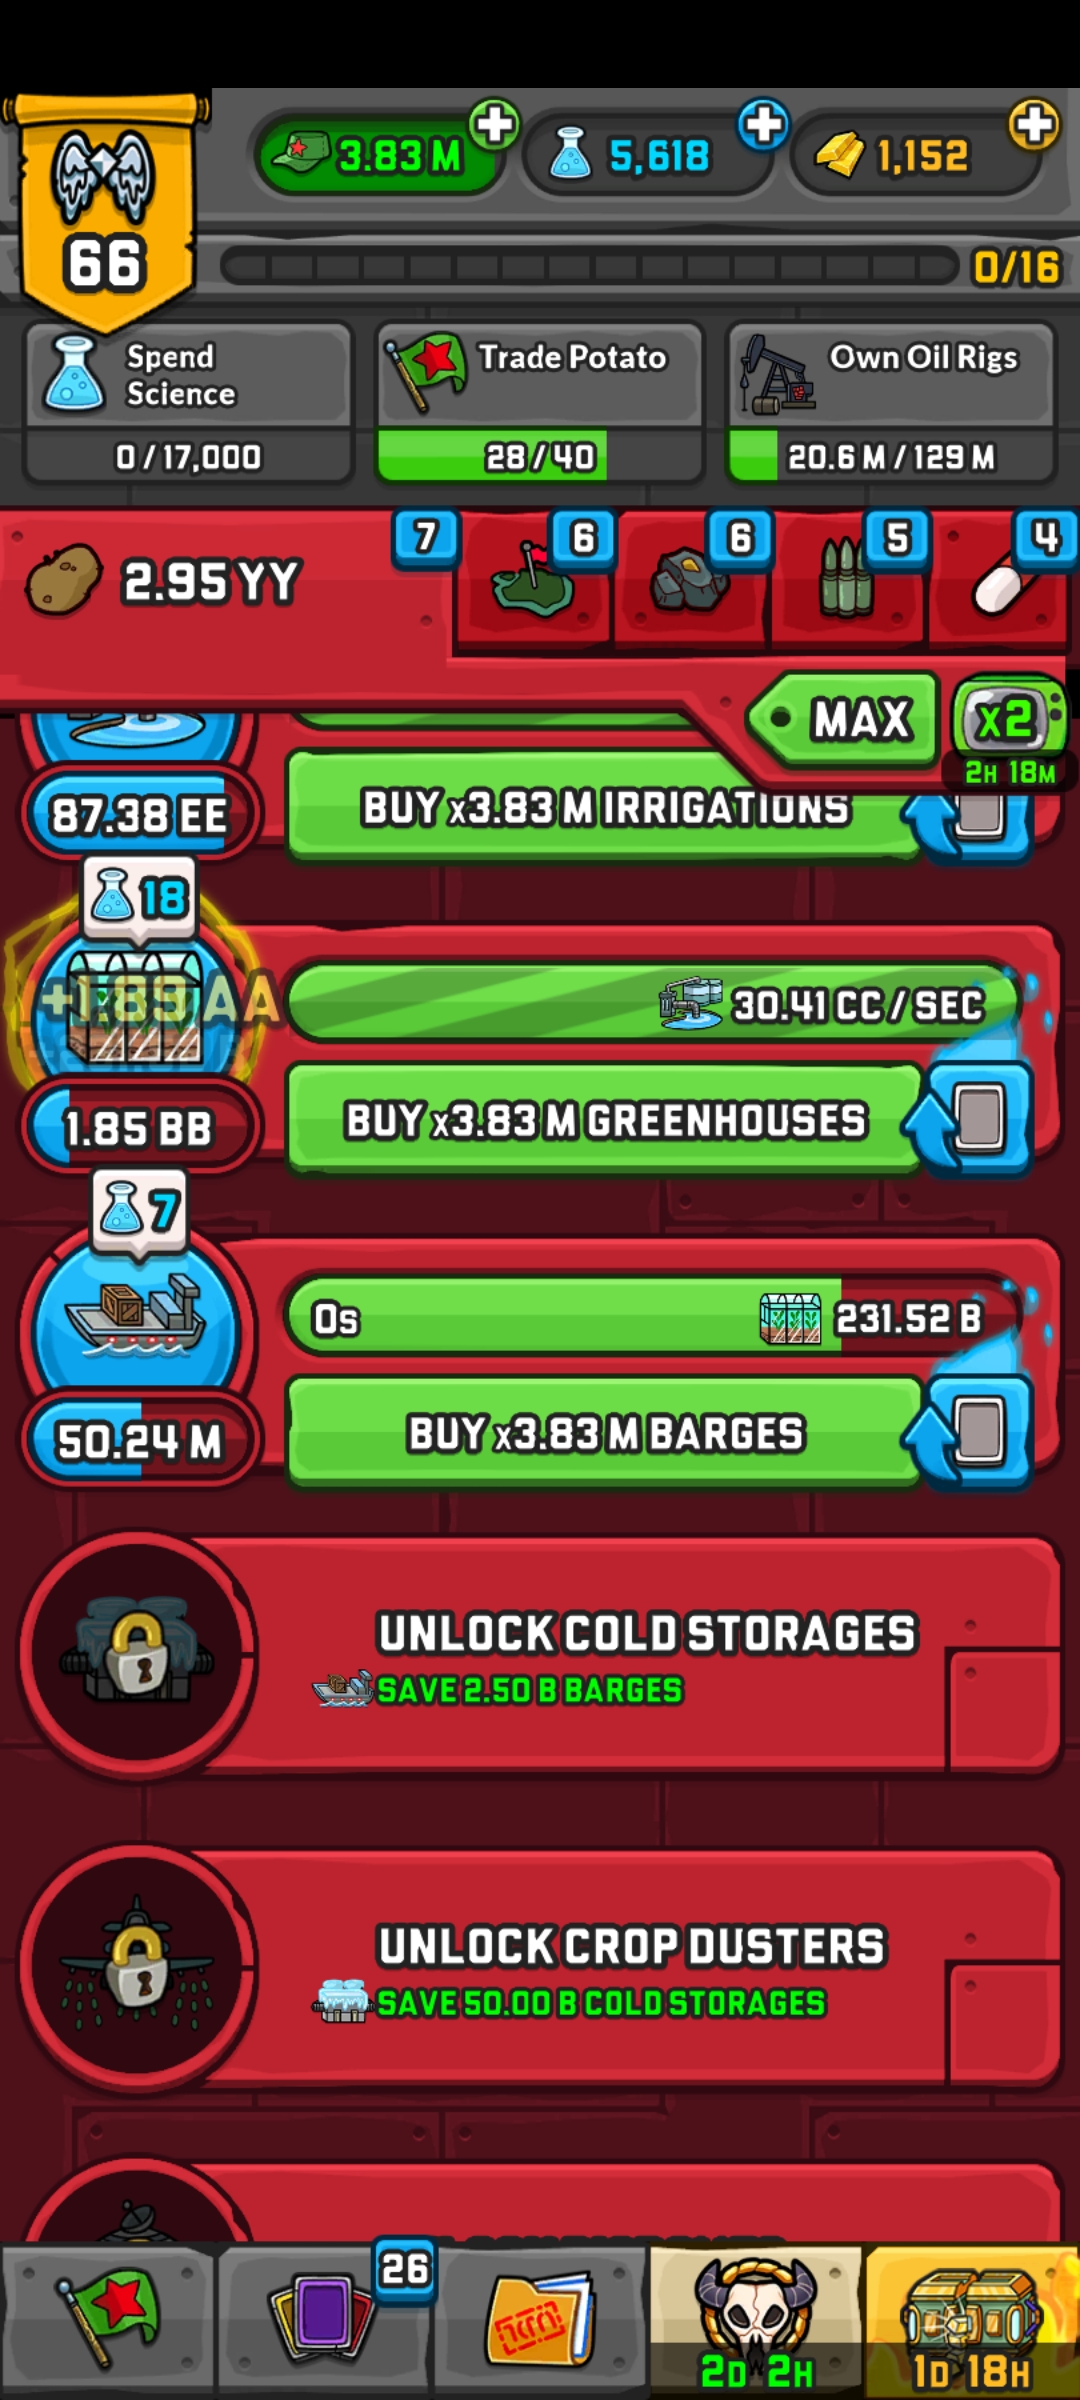 3.83 M
5,618
1,152
66
0/16
Spend
Science
0 / 17,000
Trade Potato
28 / 40
Own Oil Rigs
20.6 M / 129 M
2.95 YY
7
6
6
5
4
MAX
x2
2H 18M
87.38 EE
BUY x3.83 M IRRIGATIONS
18
+1.89 AA
30.41 CC / SEC
1.85 BB
BUY x3.83 M GREENHOUSES
7
0s
231.52 B
50.24 M
BUY x3.83 M BARGES
UNLOCK COLD STORAGES
SAVE 2.50 B BARGES
UNLOCK CROP DUSTERS
SAVE 50.00 B COLD STORAGES
26
2D 2H
1D 18H